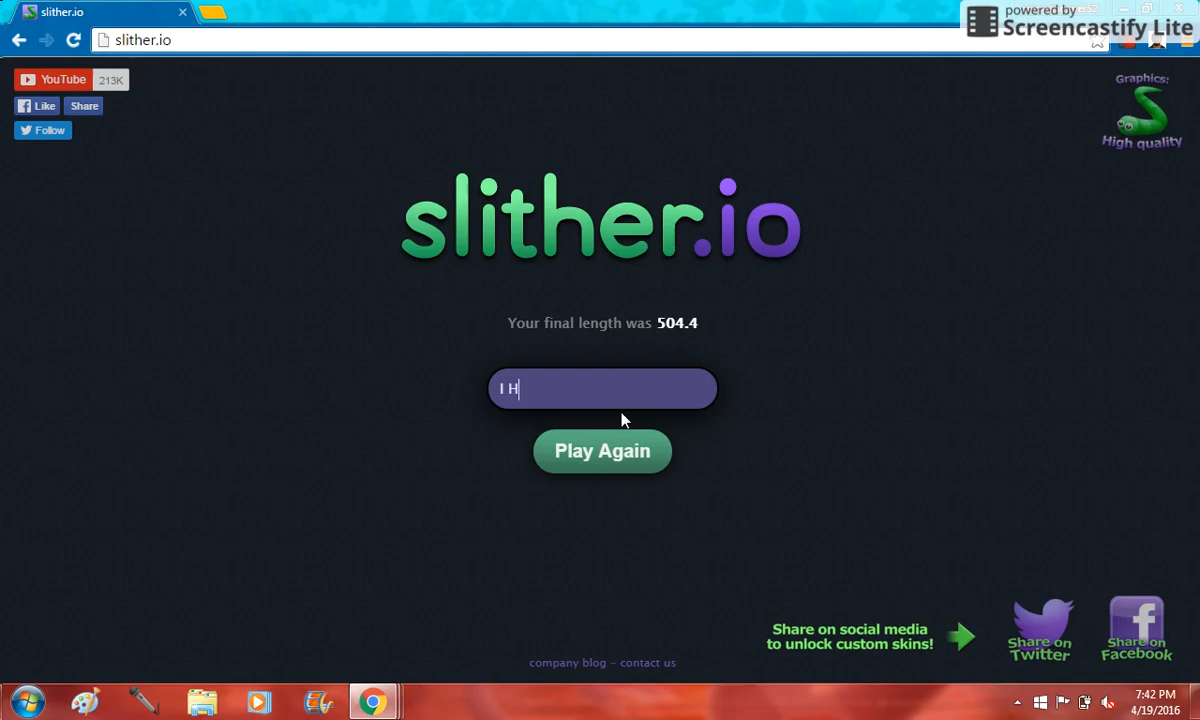 slither.io
powered by
Screencastify Lite
slither.io
YouTube 213K
Like Share
Follow
Graphics:
High quality
slither.io
Your final length was 504.4
I H
Play Again
Share on social media
to unlock custom skins!
Share on
Twitter
Share on
Facebook
company blog – contact us
7:42 PM
4/19/2016